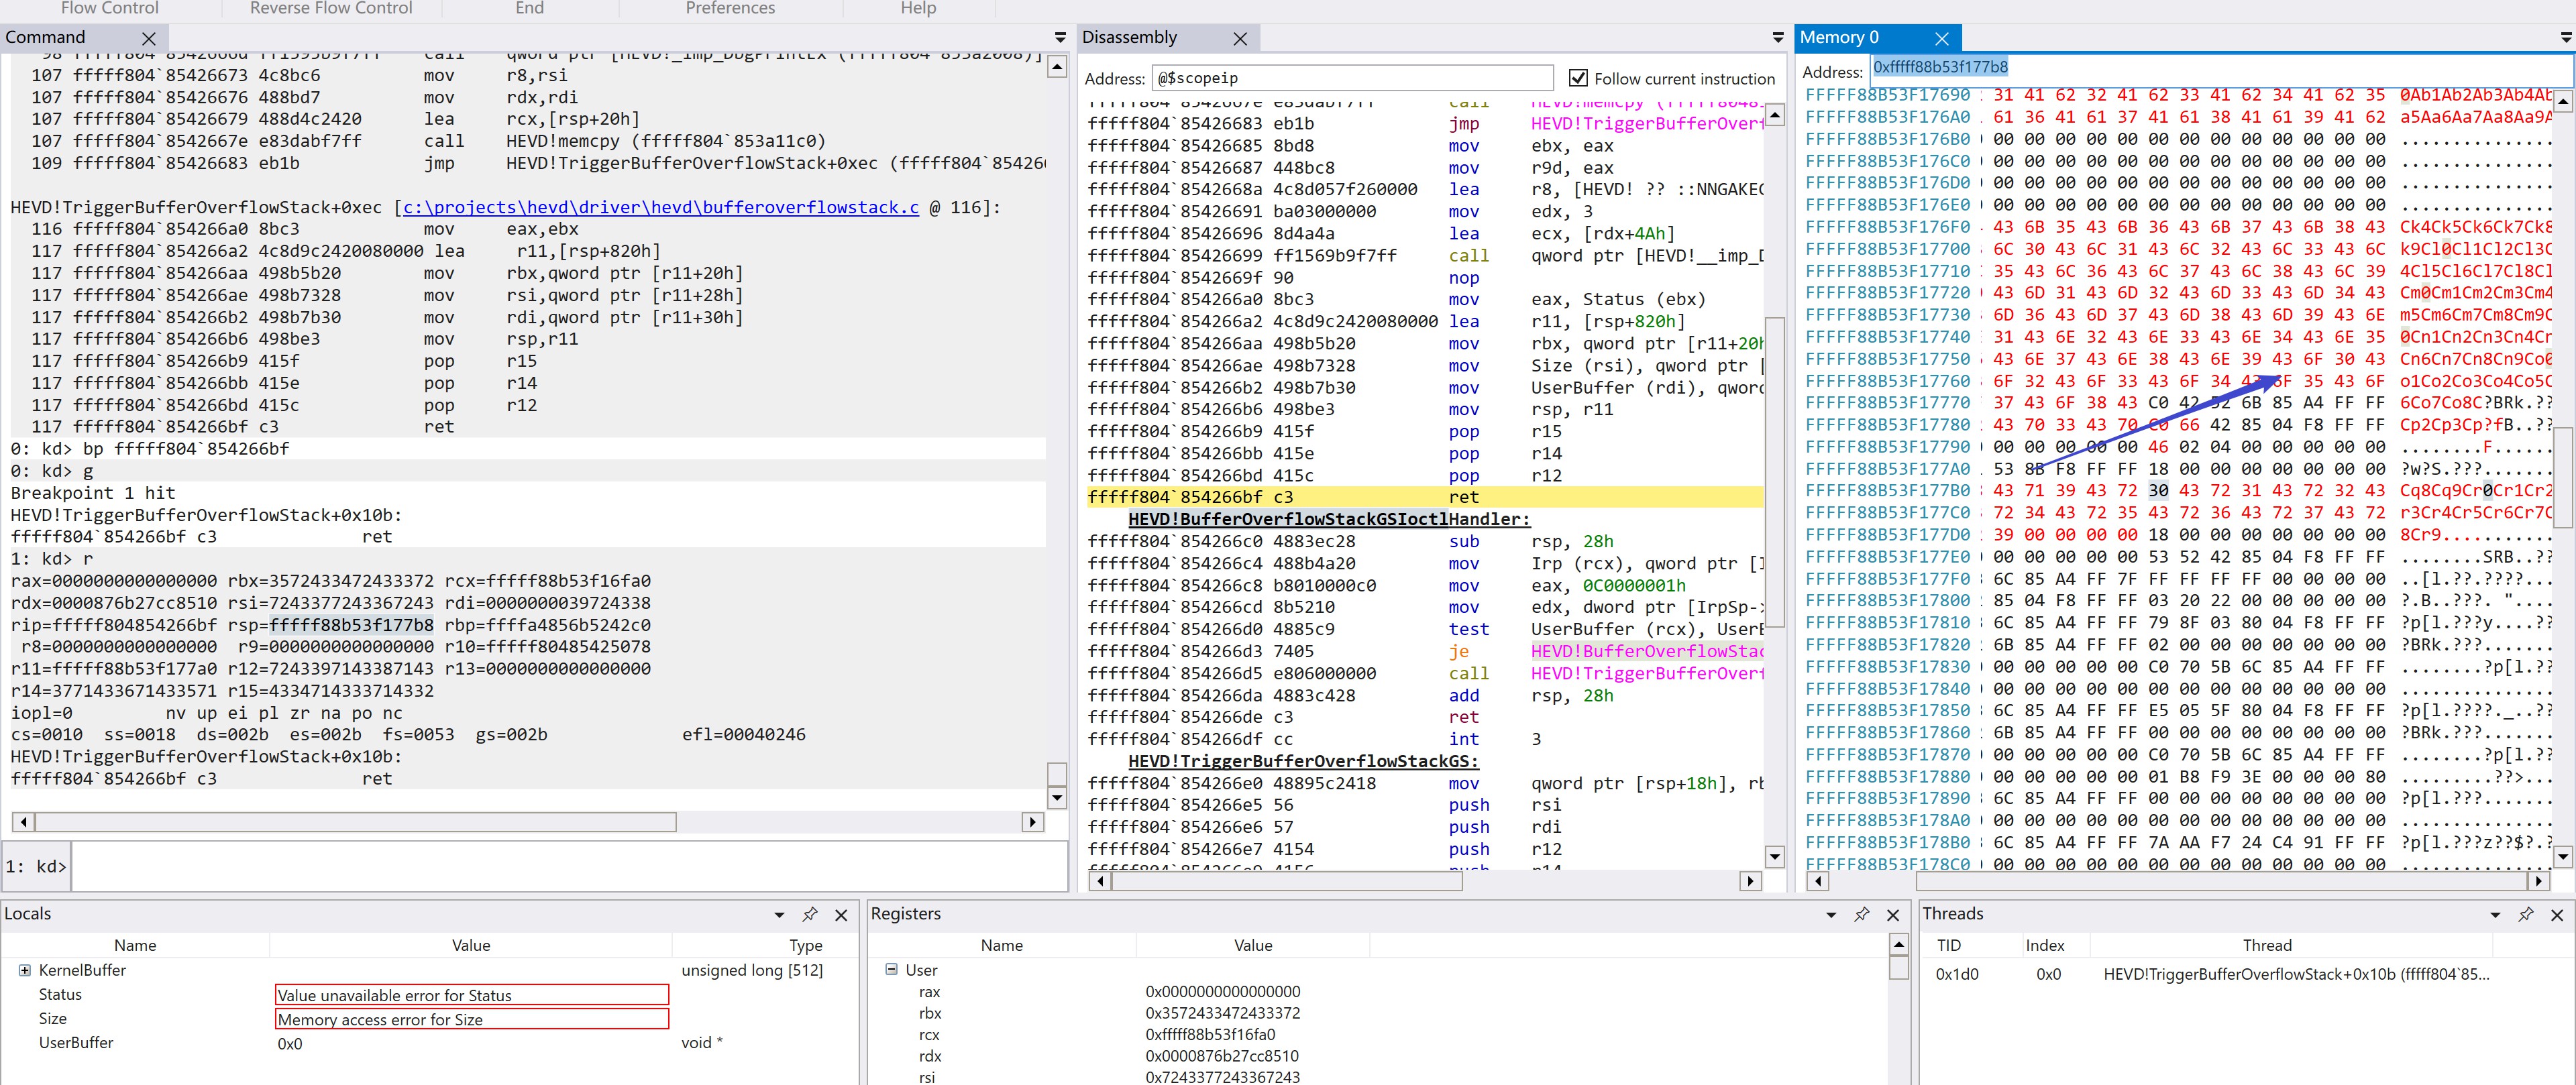 Flow Control
Reverse Flow Control
End
Preferences
Help
Command
107 fffff804`85426673 4c8bc6 mov r8,rsi
107 fffff804`85426676 488bd7 mov rdx,rdi
107 fffff804`85426679 488d4c2420 lea rcx,[rsp+20h]
107 fffff804`8542667e e83dabf7ff call HEVD!memcpy (fffff804`853a11c0)
109 fffff804`85426683 eb1b jmp HEVD!TriggerBufferOverflowStack+0xec (fffff804`854266
HEVD!TriggerBufferOverflowStack+0xec [c:\projects\hevd\driver\hevd\bufferoverflowstack.c @ 116]:
116 fffff804`854266a0 8bc3 mov eax,ebx
117 fffff804`854266a2 4c8d9c2420080000 lea r11,[rsp+820h]
117 fffff804`854266aa 498b5b20 mov rbx,qword ptr [r11+20h]
117 fffff804`854266ae 498b7328 mov rsi,qword ptr [r11+28h]
117 fffff804`854266b2 498b7b30 mov rdi,qword ptr [r11+30h]
117 fffff804`854266b6 498be3 mov rsp,r11
117 fffff804`854266b9 415f pop r15
117 fffff804`854266bb 415e pop r14
117 fffff804`854266bd 415c pop r12
117 fffff804`854266bf c3 ret
0: kd> bp fffff804`854266bf
0: kd> g
Breakpoint 1 hit
HEVD!TriggerBufferOverflowStack+0x10b:
fffff804`854266bf c3 ret
1: kd> r
rax=0000000000000000 rbx=3572433472433372 rcx=fffff88b53f16fa0
rdx=0000876b27cc8510 rsi=7243377243367243 rdi=0000000039724338
rip=fffff804854266bf rsp=fffff88b53f177b8 rbp=ffffa4856b5242c0
r8=0000000000000000 r9=0000000000000000 r10=fffff80485425078
r11=fffff88b53f177a0 r12=7243397143387143 r13=0000000000000000
r14=3771433671433571 r15=4334714333714332
iopl=0 nv up ei pl zr na po nc
cs=0010 ss=0018 ds=002b es=002b fs=0053 gs=002b efl=00040246
HEVD!TriggerBufferOverflowStack+0x10b:
fffff804`854266bf c3 ret
1: kd>
Disassembly
Address: @$scopeip
Follow current instruction
fffff804`85426683 eb1b jmp HEVD!TriggerBufferOverf
fffff804`85426685 8bd8 mov ebx, eax
fffff804`85426687 448bc8 mov r9d, eax
fffff804`8542668a 4c8d057f260000 lea r8, [HEVD! ?? ::NNGAKEG
fffff804`85426691 ba03000000 mov edx, 3
fffff804`85426696 8d4a4a lea ecx, [rdx+4Ah]
fffff804`85426699 ff1569b9f7ff call qword ptr [HEVD!__imp_D
fffff804`8542669f 90 nop
fffff804`854266a0 8bc3 mov eax, Status (ebx)
fffff804`854266a2 4c8d9c2420080000 lea r11, [rsp+820h]
fffff804`854266aa 498b5b20 mov rbx, qword ptr [r11+20h
fffff804`854266ae 498b7328 mov Size (rsi), qword ptr [
fffff804`854266b2 498b7b30 mov UserBuffer (rdi), qword
fffff804`854266b6 498be3 mov rsp, r11
fffff804`854266b9 415f pop r15
fffff804`854266bb 415e pop r14
fffff804`854266bd 415c pop r12
fffff804`854266bf c3 ret
HEVD!BufferOverflowStackGSIoctlHandler:
fffff804`854266c0 4883ec28 sub rsp, 28h
fffff804`854266c4 488b4a20 mov Irp (rcx), qword ptr [I
fffff804`854266c8 b8010000c0 mov eax, 0C0000001h
fffff804`854266cd 8b5210 mov edx, dword ptr [IrpSp->
fffff804`854266d0 4885c9 test UserBuffer (rcx), UserB
fffff804`854266d3 7405 je HEVD!BufferOverflowStac
fffff804`854266d5 e806000000 call HEVD!TriggerBufferOverf
fffff804`854266da 4883c428 add rsp, 28h
fffff804`854266de c3 ret
fffff804`854266df cc int 3
HEVD!TriggerBufferOverflowStackGS:
fffff804`854266e0 48895c2418 mov qword ptr [rsp+18h], rb
fffff804`854266e5 56 push rsi
fffff804`854266e6 57 push rdi
fffff804`854266e7 4154 push r12
Memory 0
Address: 0xfffff88b53f177b8
FFFFF88B53F17690 31 41 62 32 41 62 33 41 62 34 41 62 35 0Ab1Ab2Ab3Ab4Ab
FFFFF88B53F176A0 61 36 41 61 37 41 61 38 41 61 39 41 62 a5Aa6Aa7Aa8Aa9A
FFFFF88B53F176B0 00 00 00 00 00 00 00 00 00 00 00 00 00 ...............
FFFFF88B53F176C0 00 00 00 00 00 00 00 00 00 00 00 00 00 ...............
FFFFF88B53F176D0 00 00 00 00 00 00 00 00 00 00 00 00 00 ...............
FFFFF88B53F176E0 00 00 00 00 00 00 00 00 00 00 00 00 00 ...............
FFFFF88B53F176F0 43 6B 35 43 6B 36 43 6B 37 43 6B 38 43 Ck4Ck5Ck6Ck7Ck8
FFFFF88B53F17700 6C 30 43 6C 31 43 6C 32 43 6C 33 43 6C k9Cl0Cl1Cl2Cl3C
FFFFF88B53F17710 35 43 6C 36 43 6C 37 43 6C 38 43 6C 39 4Cl5Cl6Cl7Cl8Cl
FFFFF88B53F17720 43 6D 31 43 6D 32 43 6D 33 43 6D 34 43 Cm0Cm1Cm2Cm3Cm4
FFFFF88B53F17730 6D 36 43 6D 37 43 6D 38 43 6D 39 43 6E m5Cm6Cm7Cm8Cm9C
FFFFF88B53F17740 31 43 6E 32 43 6E 33 43 6E 34 43 6E 35 0Cn1Cn2Cn3Cn4Cn
FFFFF88B53F17750 43 6E 37 43 6E 38 43 6E 39 43 6F 30 43 Cn6Cn7Cn8Cn9Co0
FFFFF88B53F17760 6F 32 43 6F 33 43 6F 34 43 6F 35 43 6F o1Co2Co3Co4Co5C
FFFFF88B53F17770 37 43 6F 38 43 C0 42 52 6B 85 A4 FF FF 6Co7Co8C?BRk.??
FFFFF88B53F17780 43 70 33 43 70 C0 66 42 85 04 F8 FF FF Cp2Cp3Cp?fB..??
FFFFF88B53F17790 00 00 00 00 00 46 02 04 00 00 00 00 00 ........F......
FFFFF88B53F177A0 53 8B F8 FF FF 18 00 00 00 00 00 00 00 ?w?S.???.......
FFFFF88B53F177B0 43 71 39 43 72 30 43 72 31 43 72 32 43 Cq8Cq9Cr0Cr1Cr2
FFFFF88B53F177C0 72 34 43 72 35 43 72 36 43 72 37 43 72 r3Cr4Cr5Cr6Cr7C
FFFFF88B53F177D0 39 00 00 00 00 18 00 00 00 00 00 00 00 8Cr9...........
FFFFF88B53F177E0 00 00 00 00 00 53 52 42 85 04 F8 FF FF ........SRB..??
FFFFF88B53F177F0 6C 85 A4 FF FF 7F FF FF FF FF 00 00 00 00 ..[l.??.????...
FFFFF88B53F17800 85 04 F8 FF FF 03 20 22 00 00 00 00 00 ?.B..???. "....
FFFFF88B53F17810 6C 85 A4 FF FF 79 8F 03 80 04 F8 FF FF ?p[l.???y....??
FFFFF88B53F17820 6B 85 A4 FF FF 02 00 00 00 00 00 00 00 ?BRk.???.......
FFFFF88B53F17830 00 00 00 00 00 C0 70 5B 6C 85 A4 FF FF ........?p[l.??
FFFFF88B53F17840 00 00 00 00 00 00 00 00 00 00 00 00 00 ...............
FFFFF88B53F17850 6C 85 A4 FF FF E5 05 5F 80 04 F8 FF FF ?p[l.????._..??
FFFFF88B53F17860 6B 85 A4 FF FF 00 00 00 00 00 00 00 00 ?BRk.???.......
FFFFF88B53F17870 00 00 00 00 00 C0 70 5B 6C 85 A4 FF FF ........?p[l.??
FFFFF88B53F17880 00 00 00 00 00 01 B8 F9 3E 00 00 00 80 .........??>...
FFFFF88B53F17890 6C 85 A4 FF FF 00 00 00 00 00 00 00 00 ?p[l.???.......
FFFFF88B53F178A0 00 00 00 00 00 00 00 00 00 00 00 00 00 ...............
FFFFF88B53F178B0 6C 85 A4 FF FF 7A AA F7 24 C4 91 FF FF ?p[l.???z??$?.?
FFFFF88B53F178C0 00 00 00 00 00 00 00 00 00 00 00 00 00 ...............
Locals
Name Value Type
KernelBuffer unsigned long [512]
Status Value unavailable error for Status
Size Memory access error for Size
UserBuffer 0x0 void *
Registers
Name Value
User
rax 0x0000000000000000
rbx 0x3572433472433372
rcx 0xfffff88b53f16fa0
rdx 0x0000876b27cc8510
rsi 0x7243377243367243
Threads
TID Index Thread
0x1d0 0x0 HEVD!TriggerBufferOverflowStack+0x10b (fffff804`85...